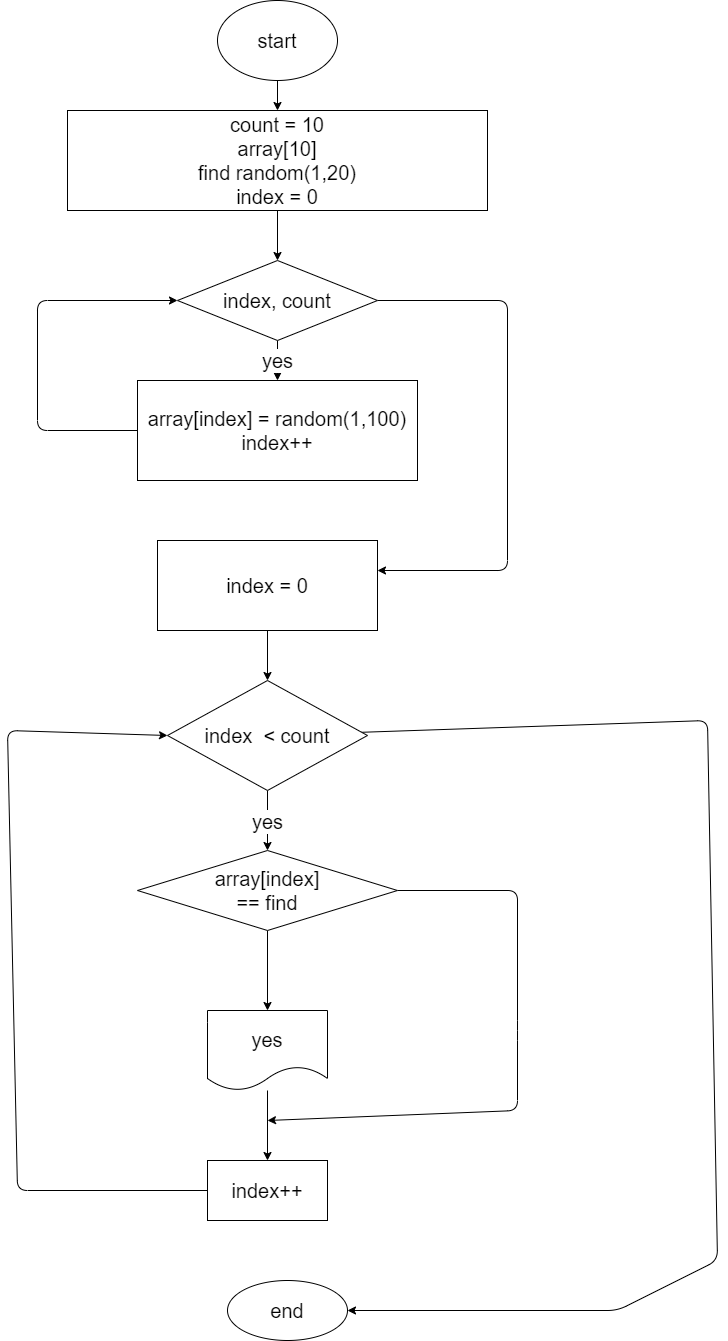 start
count = 10
array[10]
find random(1,20)
index = 0
index, count
yes
array[index] = random(1,100)
index++
index = 0
index < count
yes
array[index]
== find
yes
index++
end